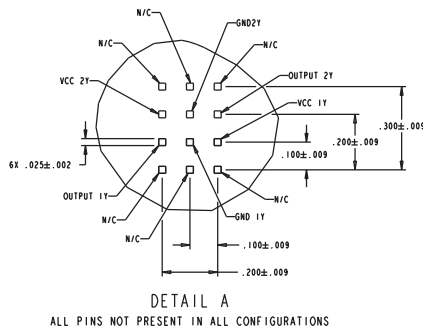 N/C
GND2Y
N/C
N/C
OUTPUT 2Y
VCC 2Y
VCC 1Y
.300±.009
.200±.009
6X .025±.002
.100±.009
OUTPUT 1Y
N/C
N/C
GND 1Y
N/C
.100±.009
.200±.009
DETAIL A
ALL PINS NOT PRESENT IN ALL CONFIGURATIONS